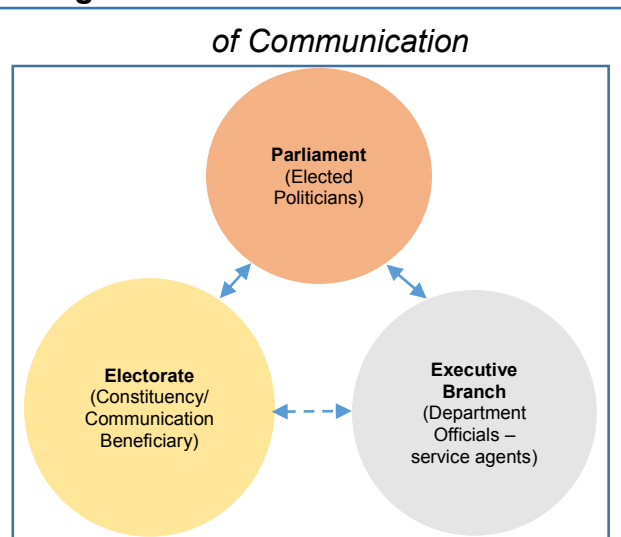 of Communication
Parliament
(Elected
Politicians)
Electorate
(Constituency/
Communication
Beneficiary)
Executive
Branch
(Department
Officials –
service agents)